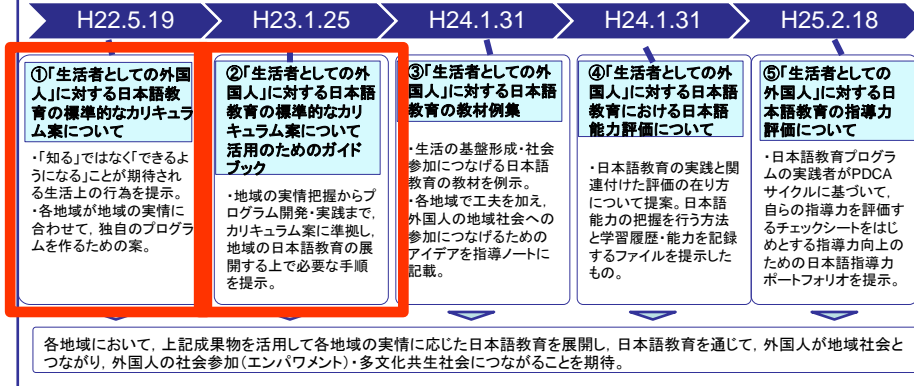 H22.5.19
H23.1.25
H24.1.31
H24.1.31
H25.2.18
①「生活者としての外国
人」に対する日本語教
育の標準的なカリキュラ
ム案について
・「知る」ではなく「できるよ
うになる」ことが期待され
る生活上の行為を提示。
・各地域が地域の実情に
合わせて，独自のプログラ
ムを作るための案。
②「生活者としての外
国人」に対する日本語
教育の標準的なカリ
キュラム案について
活用のためのガイド
ブック
・地域の実情把握からプ
ログラム開発・実践まで，
カリキュラム案に準拠し，
地域の日本語教育の展
開する上で必要な手順
を提示。
③「生活者としての外
国人」に対する日本語
教育の教材例集
・生活の基盤形成・社会
参加につなげる日本語
教育の教材を例示。
・各地域で工夫を加え，
外国人の地域社会への
参加につなげるための
アイデアを指導ノートに
記載。
④「生活者としての外
国人」に対する日本語
教育における日本語
能力評価について
・日本語教育の実践と関
連付けた評価の在り方
について提案。日本語
能力の把握を行う方法
と学習履歴・能力を記録
するファイルを提示した
もの。
⑤「生活者としての
外国人」に対する日
本語教育の指導力
評価について
・日本語教育プログラ
ムの実践者がPDCA
サイクルに基づいて，
自らの指導力を評価す
るチェックシートをはじ
めとする指導力向上の
ための日本語指導力
ポートフォリオを提示。
各地域において，上記成果物を活用して各地域の実情に応じた日本語教育を展開し，日本語教育を通じて，外国人が地域社会と
つながり，外国人の社会参加（エンパワメント）・多文化共生社会につながることを期待。